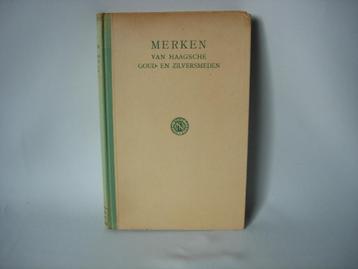 MERKEN
VAN HAAGSCHE
GOUD- EN ZILVERSMEDEN